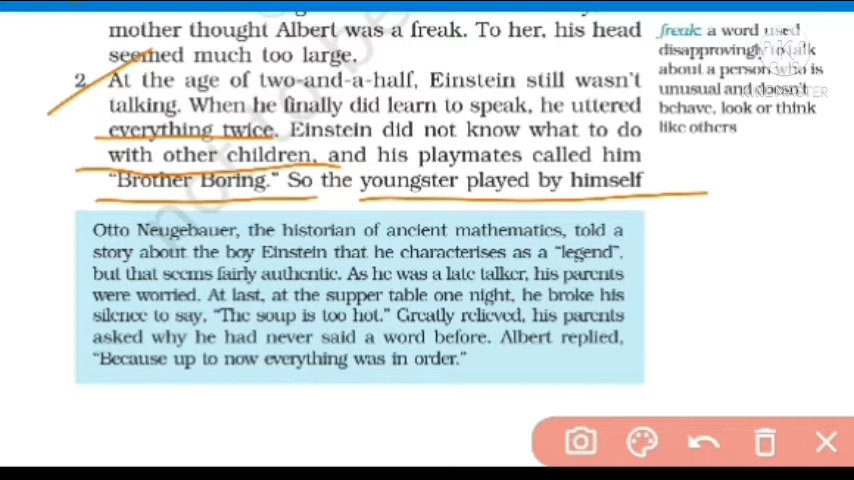 mother thought Albert was a freak. To her, his head
seemed much too large.
2. At the age of two-and-a-half, Einstein still wasn't
talking. When he finally did learn to speak, he uttered
everything twice. Einstein did not know what to do
with other children, and his playmates called him
“Brother Boring.” So the youngster played by himself
freak: a word used
disapprovingly to talk
about a person who is
unusual and doesn't
behave, look or think
like others
KINEMASTER
Otto Neugebauer, the historian of ancient mathematics, told a
story about the boy Einstein that he characterises as a “legend”,
but that seems fairly authentic. As he was a late talker, his parents
were worried. At last, at the supper table one night, he broke his
silence to say, “The soup is too hot.” Greatly relieved, his parents
asked why he had never said a word before. Albert replied,
“Because up to now everything was in order.”
not to be